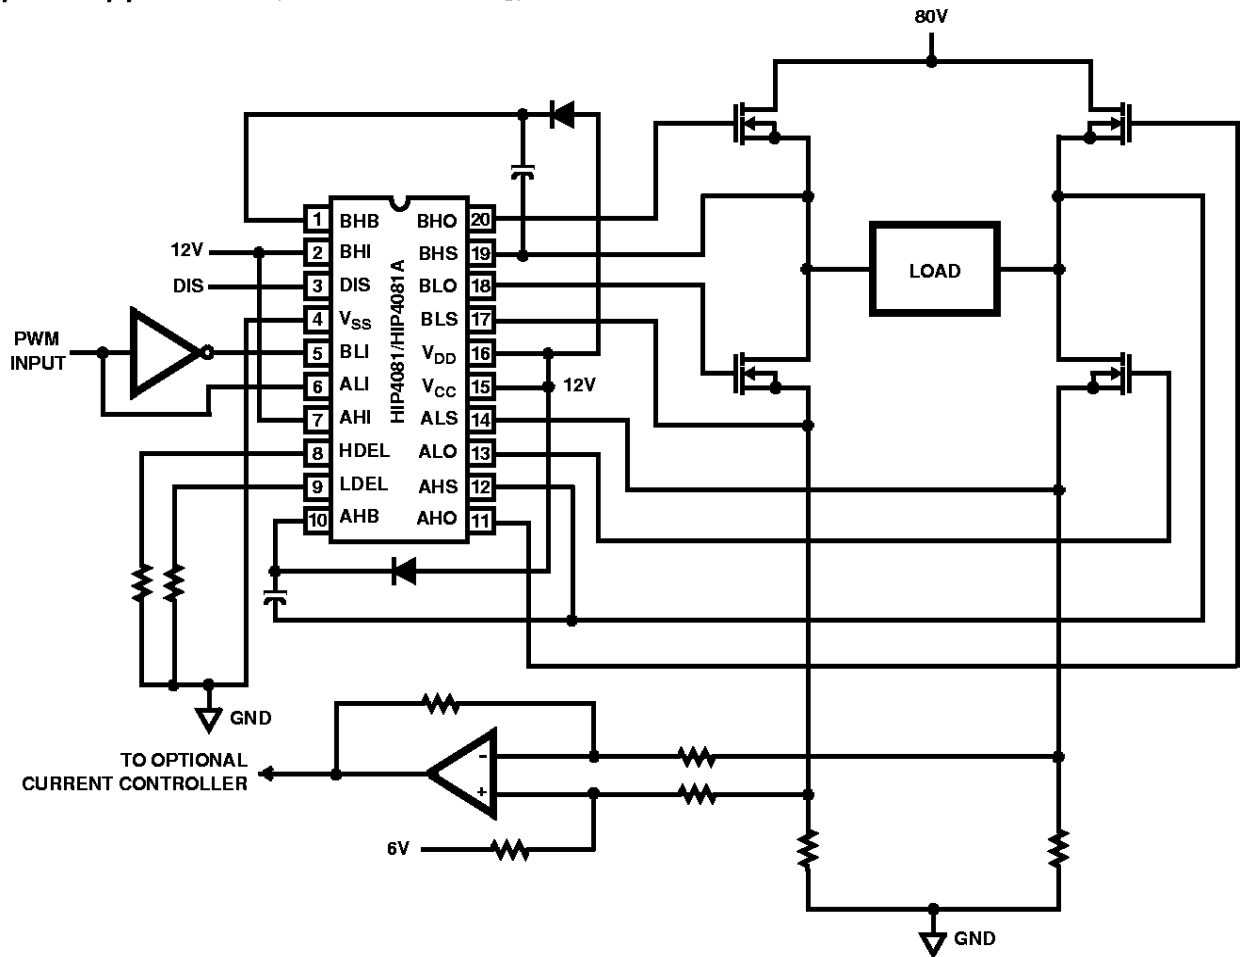 80V
1 BHB BHO 20
12V 2 BHI BHS 19
DIS 3 DIS BLO 18
4 VSS BLS 17
PWM
INPUT
5 BLI VDD 16
6 ALI VCC 15 12V
7 AHI ALS 14
8 HDEL ALO 13
9 LDEL AHS 12
10 AHB AHO 11
HIP4081/HIP4081A
LOAD
GND
TO OPTIONAL
CURRENT CONTROLLER
-
+
6V
GND